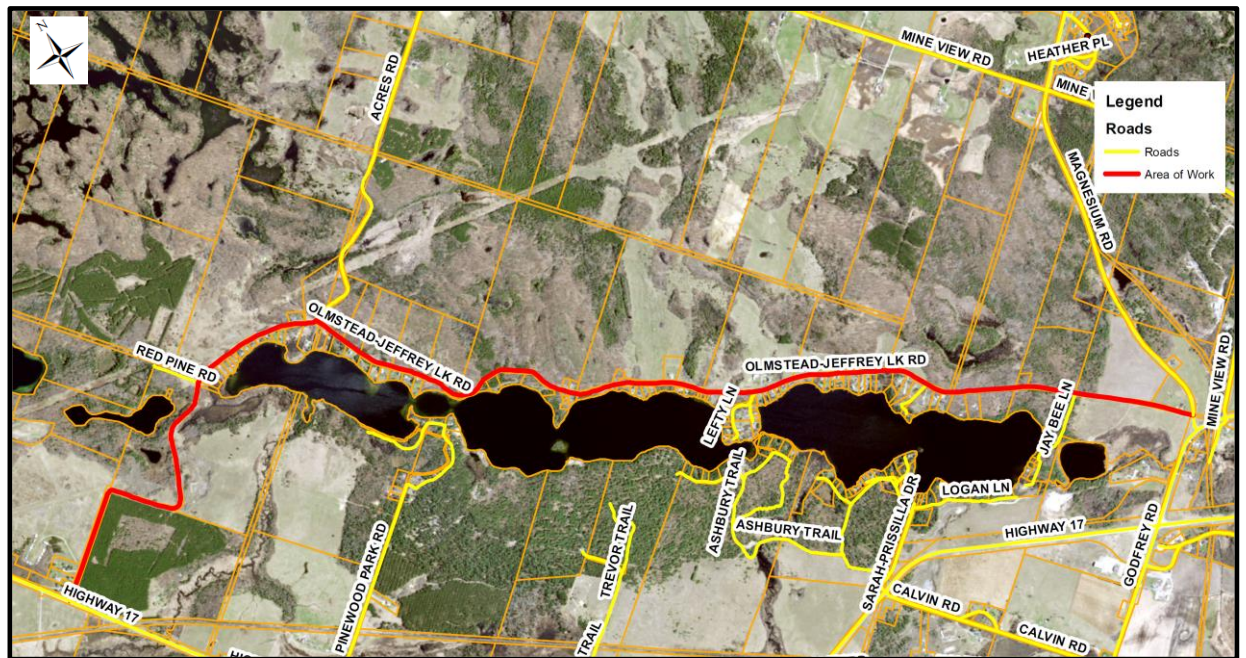 N
MINE VIEW RD
HEATHER PL
ACRES RD
Legend
Roads
Roads
Area of Work
MAGNESIUM RD
OLMSTEAD-JEFFREY LK RD
RED PINE RD
OLMSTEAD-JEFFREY LK RD
MINE VIEW RD
LEFTY LN
JAY BEE LN
LOGAN LN
ASHBURY TRAIL
ASHBURY TRAIL
HIGHWAY 17
SARAH-PRISSILLA DR
GODFREY RD
TREVOR TRAIL
PINEWOOD PARK RD
HIGHWAY 17
CALVIN RD
CALVIN RD
TRAIL